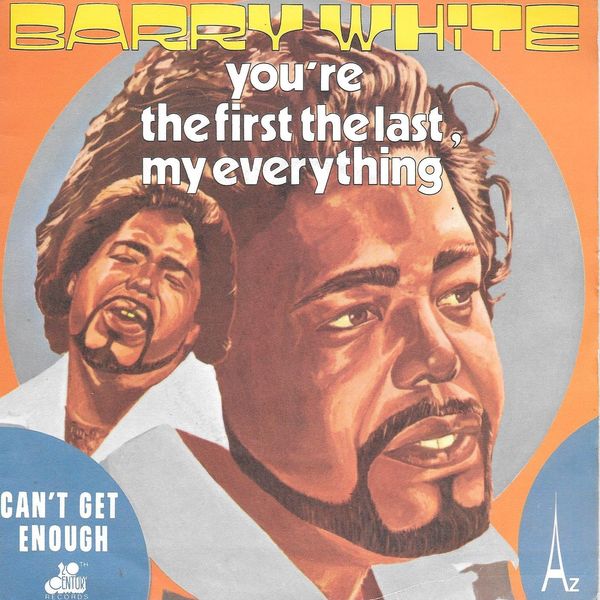 BARRY WHiTE
you're
the first the last,
my everything
CAN'T GET
ENOUGH
20TH
CENTURY
RECORDS
Az